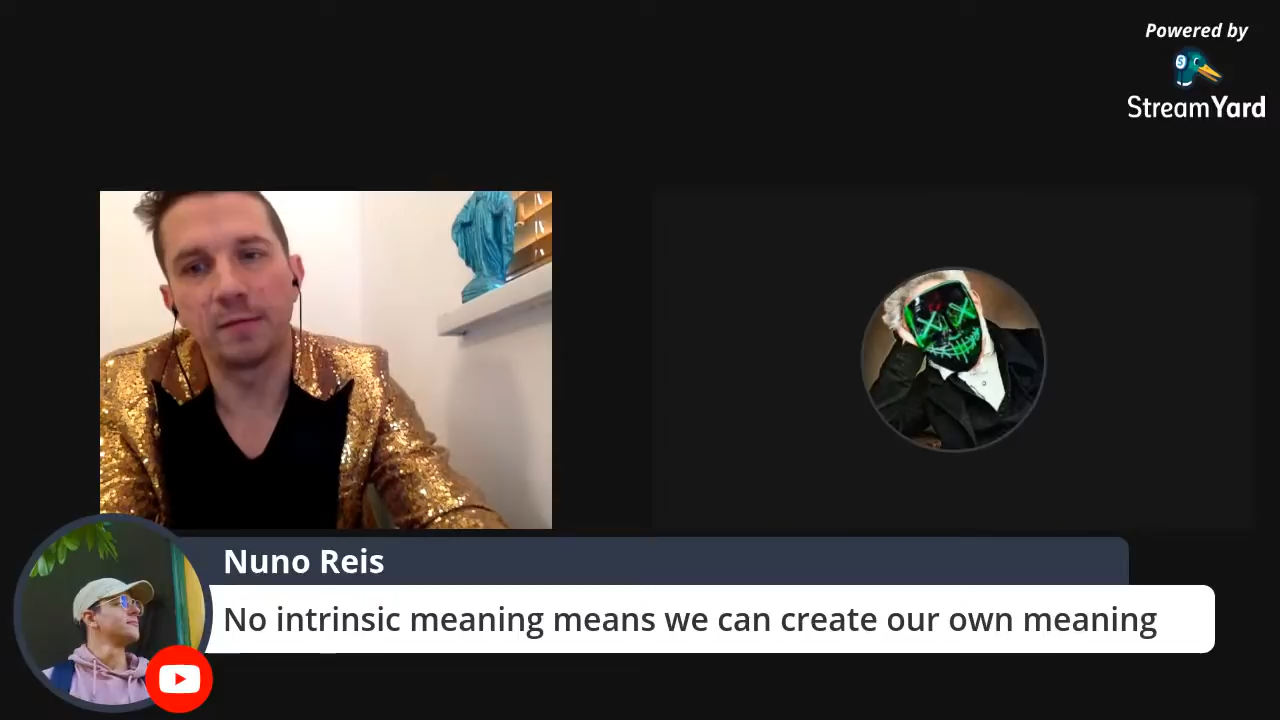 Powered by
StreamYard
Nuno Reis
No intrinsic meaning means we can create our own meaning